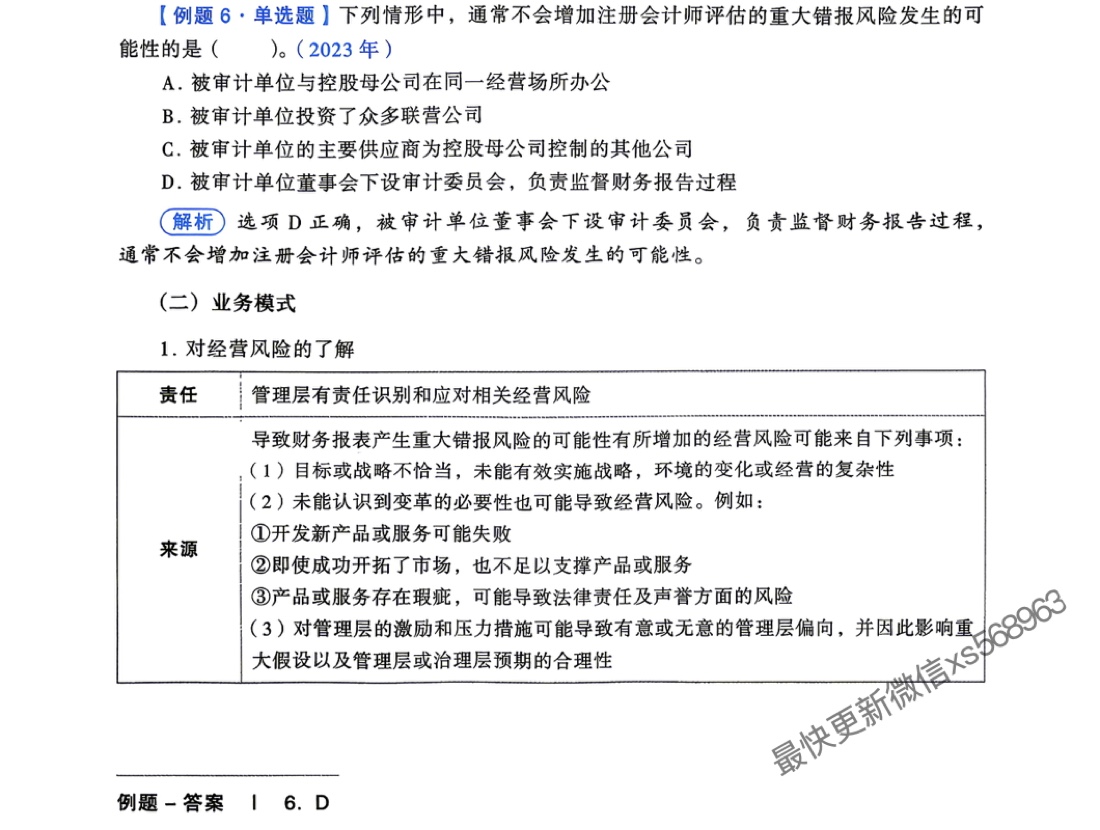 【例题 6·单选题】下列情形中，通常不会增加注册会计师评估的重大错报风险发生的可
能性的是（　　）。（2023 年）
A. 被审计单位与控股母公司在同一经营场所办公
B. 被审计单位投资了众多联营公司
C. 被审计单位的主要供应商为控股母公司控制的其他公司
D. 被审计单位董事会下设审计委员会，负责监督财务报告过程
解析 选项 D 正确，被审计单位董事会下设审计委员会，负责监督财务报告过程，
通常不会增加注册会计师评估的重大错报风险发生的可能性。
（二）业务模式
1. 对经营风险的了解
责任 管理层有责任识别和应对相关经营风险
导致财务报表产生重大错报风险的可能性有所增加的经营风险可能来自下列事项：
（1）目标或战略不恰当，未能有效实施战略，环境的变化或经营的复杂性
（2）未能认识到变革的必要性也可能导致经营风险。例如：
①开发新产品或服务可能失败
来源
②即使成功开拓了市场，也不足以支撑产品或服务
③产品或服务存在瑕疵，可能导致法律责任及声誉方面的风险
（3）对管理层的激励和压力措施可能导致有意或无意的管理层偏向，并因此影响重
大假设以及管理层或治理层预期的合理性
最快更新微信xs568963
例题－答案 | 6. D